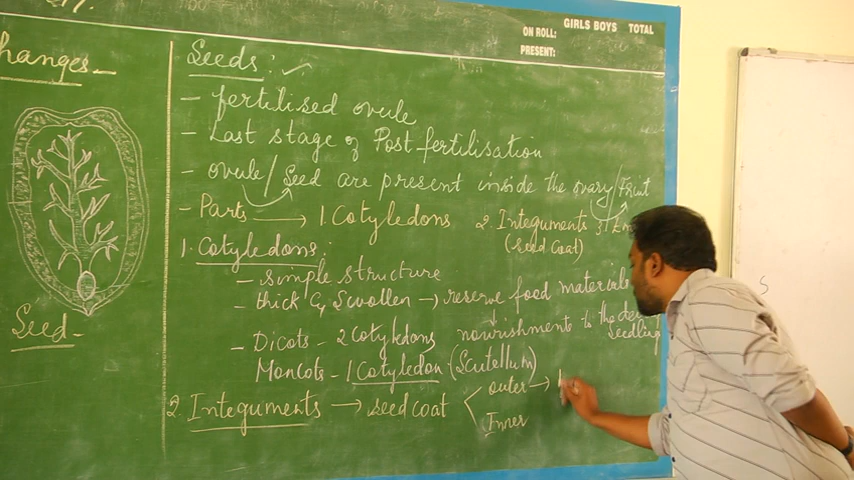 GIRLS BOYS TOTAL
ON ROLL:
PRESENT:
hanges -
Seeds:
- fertilised ovule
- Last stage of Post-fertilisation
- ovule / Seed are present inside the ovary / Fruit
- Parts → 1. Cotyledons 2. Integuments 3.
(Seed Coat)
1. Cotyledons:
- simple structure
- thick & Swollen → reserve food materials
nourishments to the
seedling
- Dicots - 2 Cotyledons
Moncots - 1 Cotyledon (Scutellum)
2. Integuments → seed coat
outer →
Inner
Seed -